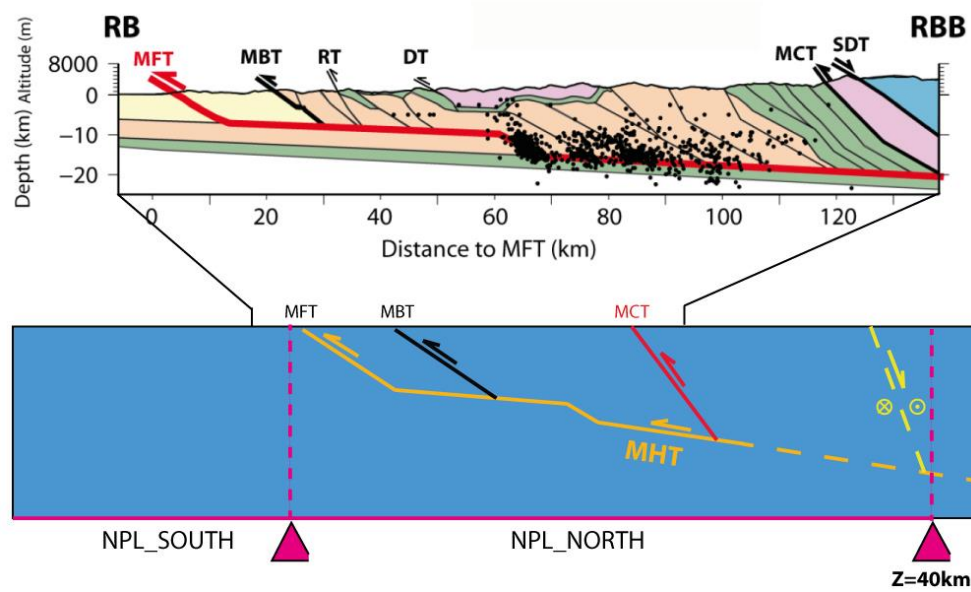 RB RBB
MFT MBT RT DT MCT SDT
Depth (km) Altitude (m)
8000
0
−10
−20
0 20 40 60 80 100 120
Distance to MFT (km)
MFT MBT MCT
MHT
NPL_SOUTH NPL_NORTH
Z=40km